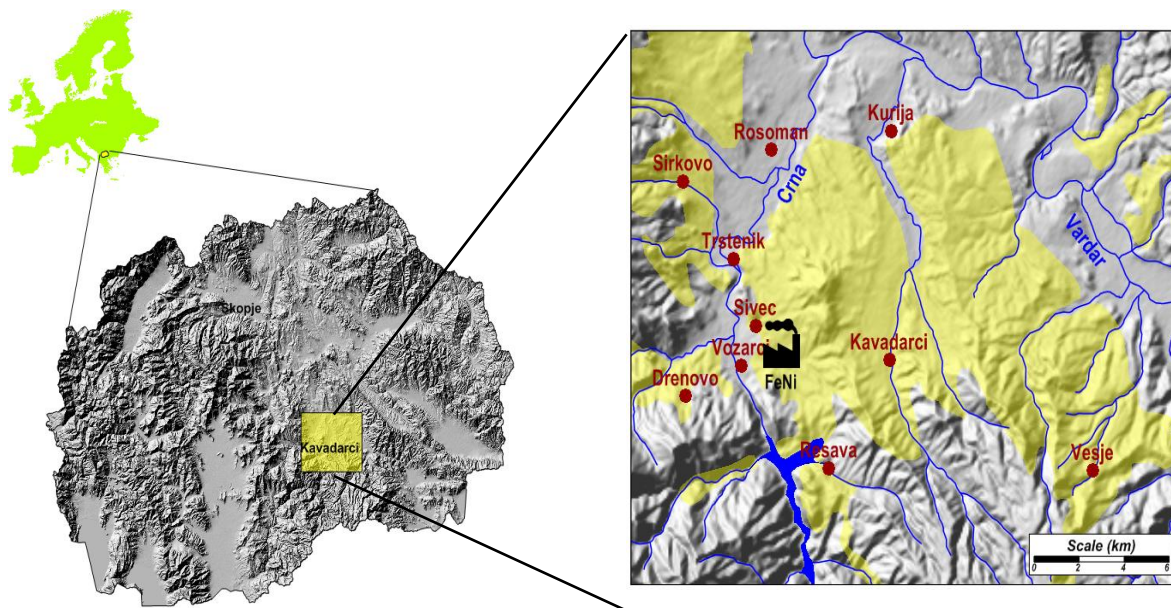 Skopje
Kavadarci
Kurija
Rosoman
Sirkovo
Crna
Trstenik
Vardar
Sivec
Vozarci
Kavadarci
Drenovo
FeNi
Resava
Vesje
Scale (km)
0 2 4 6